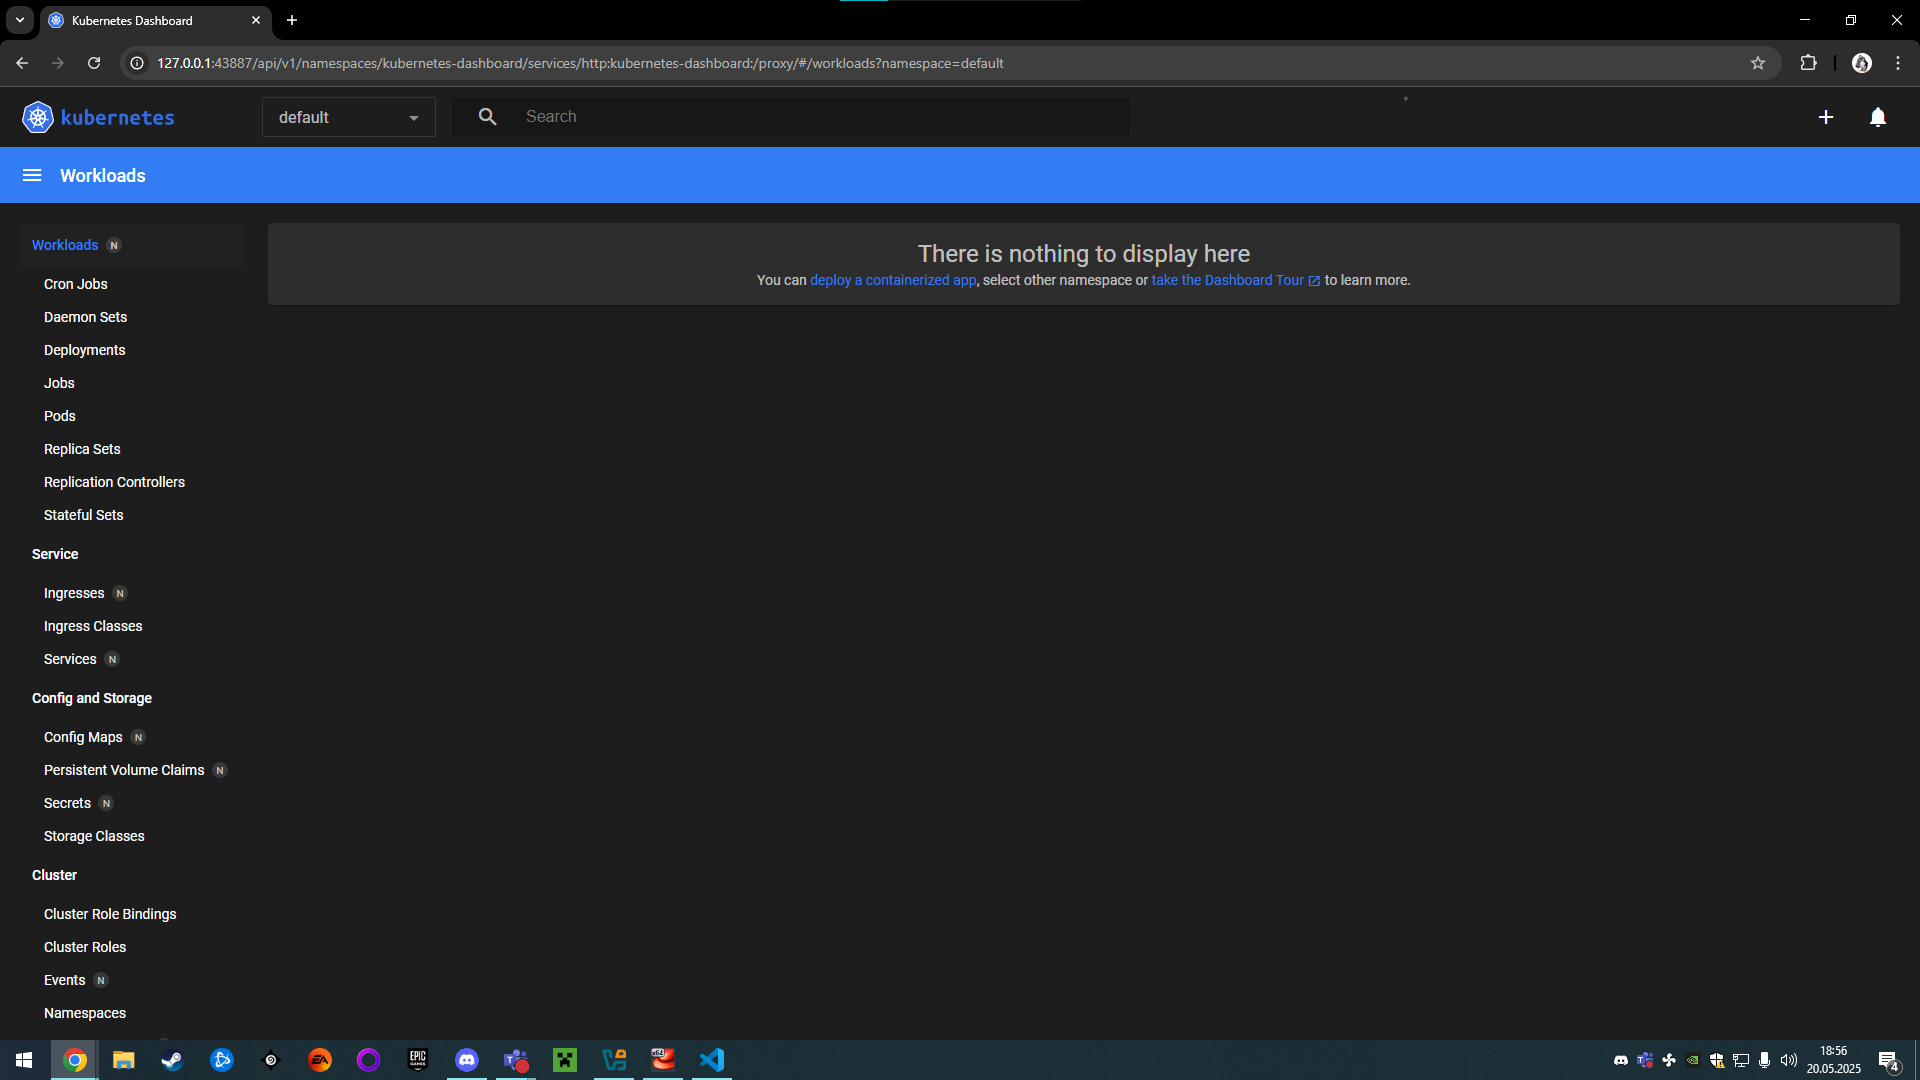 Kubernetes Dashboard
127.0.0.1:43887/api/v1/namespaces/kubernetes-dashboard/services/http:kubernetes-dashboard:/proxy/#/workloads?namespace=default
kubernetes
default
Search
Workloads
There is nothing to display here
You can deploy a containerized app, select other namespace or take the Dashboard Tour to learn more.
Workloads N
Cron Jobs
Daemon Sets
Deployments
Jobs
Pods
Replica Sets
Replication Controllers
Stateful Sets
Service
Ingresses N
Ingress Classes
Services N
Config and Storage
Config Maps N
Persistent Volume Claims N
Secrets N
Storage Classes
Cluster
Cluster Role Bindings
Cluster Roles
Events N
Namespaces
EA
EPIC GAMES
x64
18:56
20.05.2025
4